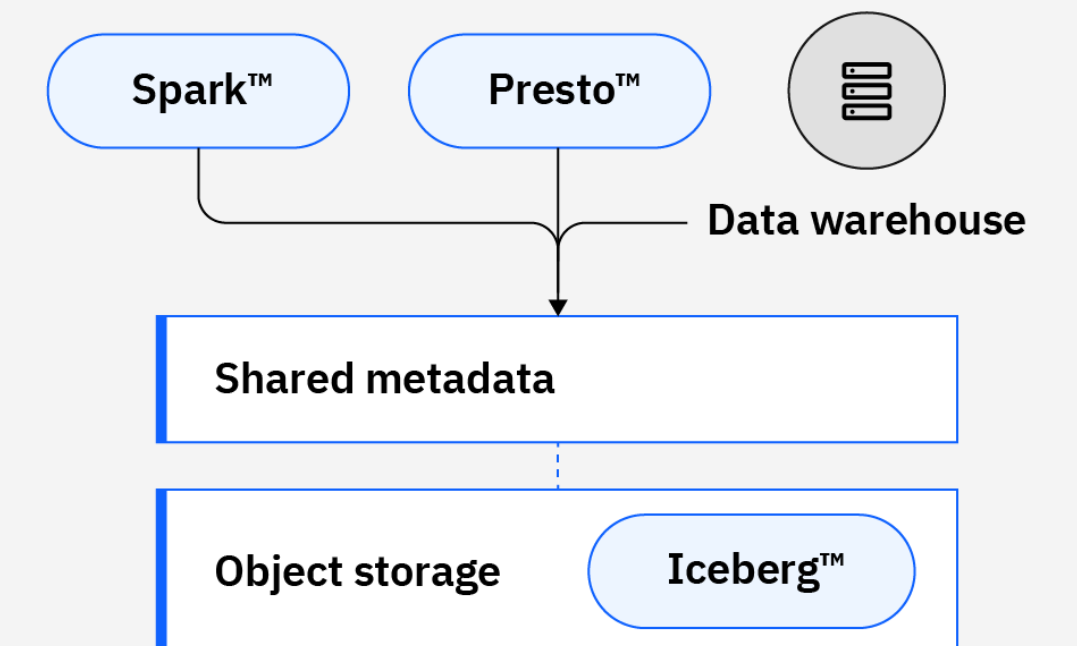 Spark™
Presto™
Data warehouse
Shared metadata
Object storage
Iceberg™